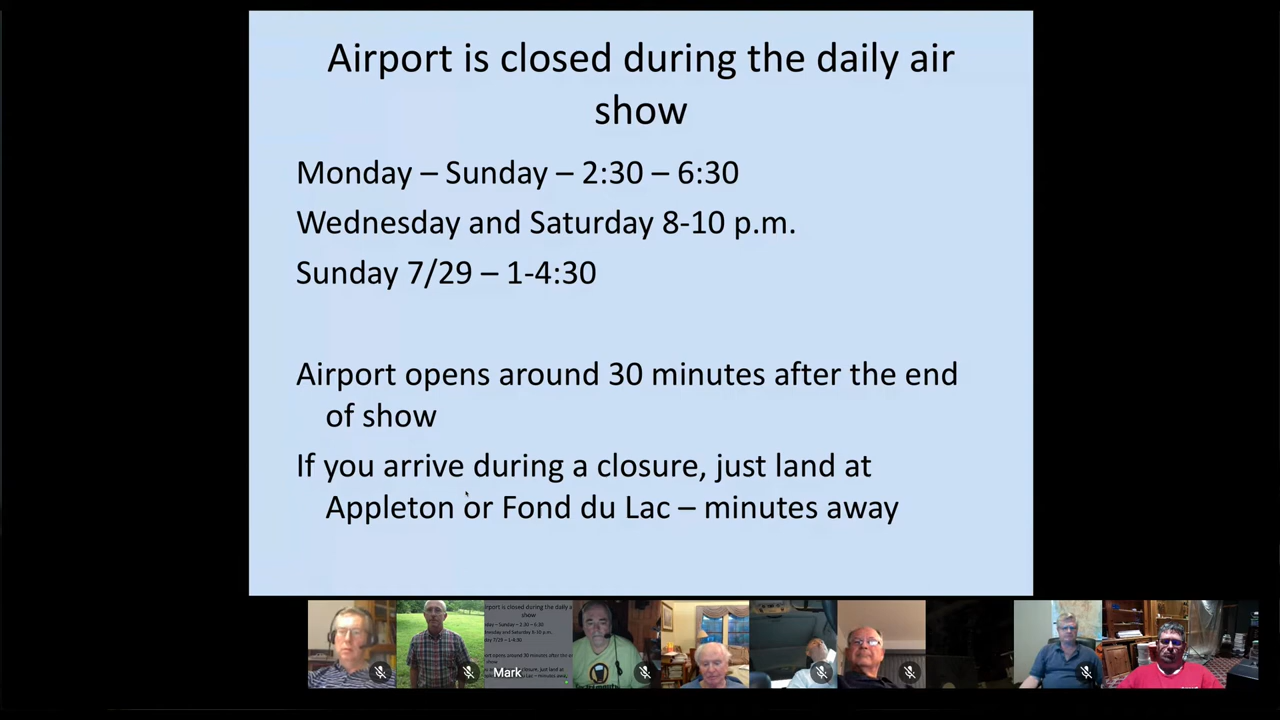 Airport is closed during the daily air
show
Monday – Sunday – 2:30 – 6:30
Wednesday and Saturday 8-10 p.m.
Sunday 7/29 – 1-4:30
Airport opens around 30 minutes after the end
of show
If you arrive during a closure, just land at
Appleton or Fond du Lac – minutes away
Mark